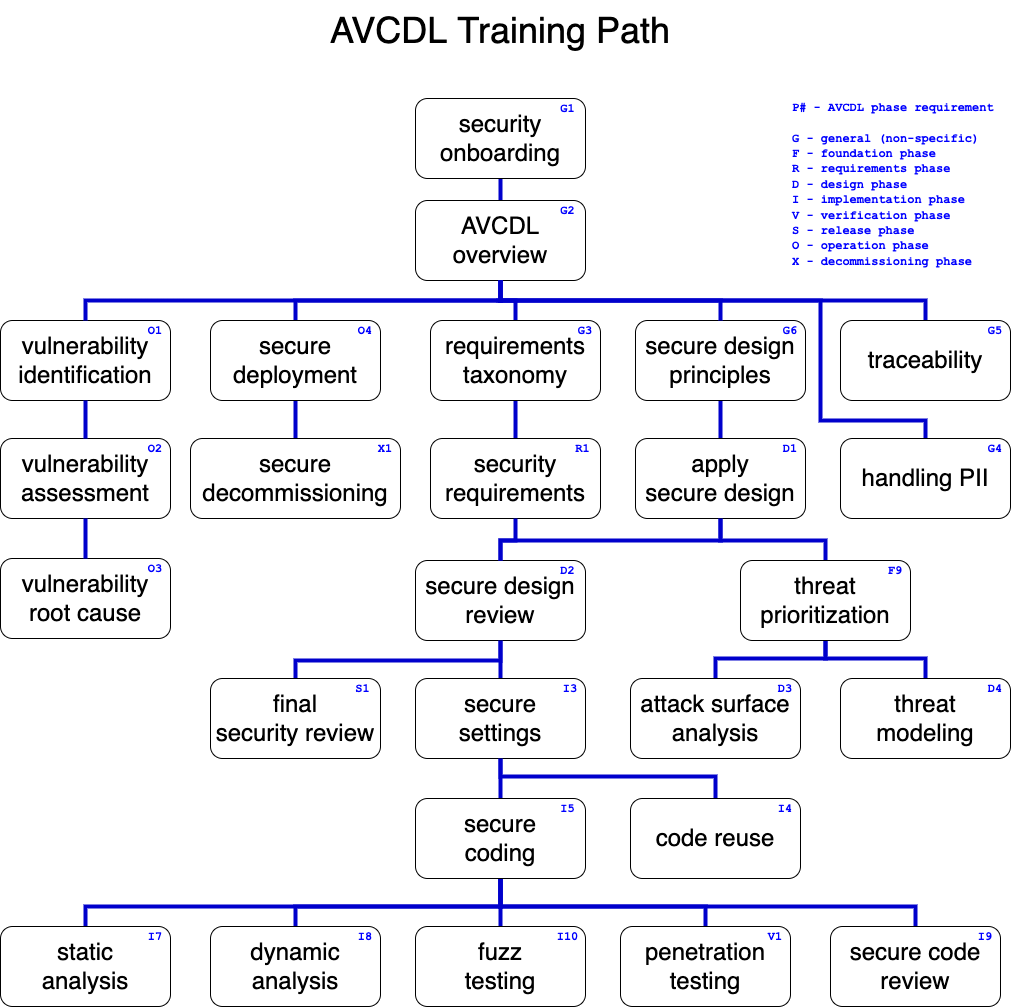 AVCDL Training Path
P# - AVCDL phase requirement
G - general (non-specific)
F - foundation phase
R - requirements phase
D - design phase
I - implementation phase
V - verification phase
S - release phase
O - operation phase
X - decommissioning phase
G1
security
onboarding
G2
AVCDL
overview
O1
vulnerability
identification
O4
secure
deployment
G3
requirements
taxonomy
G6
secure design
principles
G5
traceability
O2
vulnerability
assessment
X1
secure
decommissioning
R1
security
requirements
D1
apply
secure design
G4
handling PII
O3
vulnerability
root cause
D2
secure design
review
F9
threat
prioritization
S1
final
security review
I3
secure
settings
D3
attack surface
analysis
D4
threat
modeling
I5
secure
coding
I4
code reuse
I7
static
analysis
I8
dynamic
analysis
I10
fuzz
testing
V1
penetration
testing
I9
secure code
review